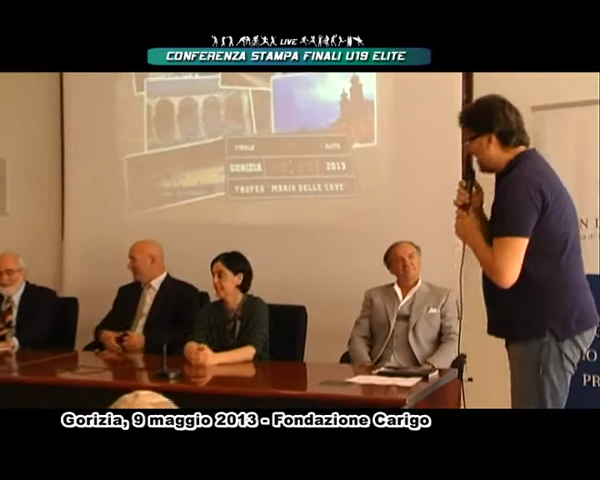 LIVE
CONFERENZA STAMPA FINALI U19 ELITE
FINALI ELITE
GORIZIA 2013
TROFEO "MARIO DELLE CAVE"
Gorizia, 9 maggio 2013 - Fondazione Carigo